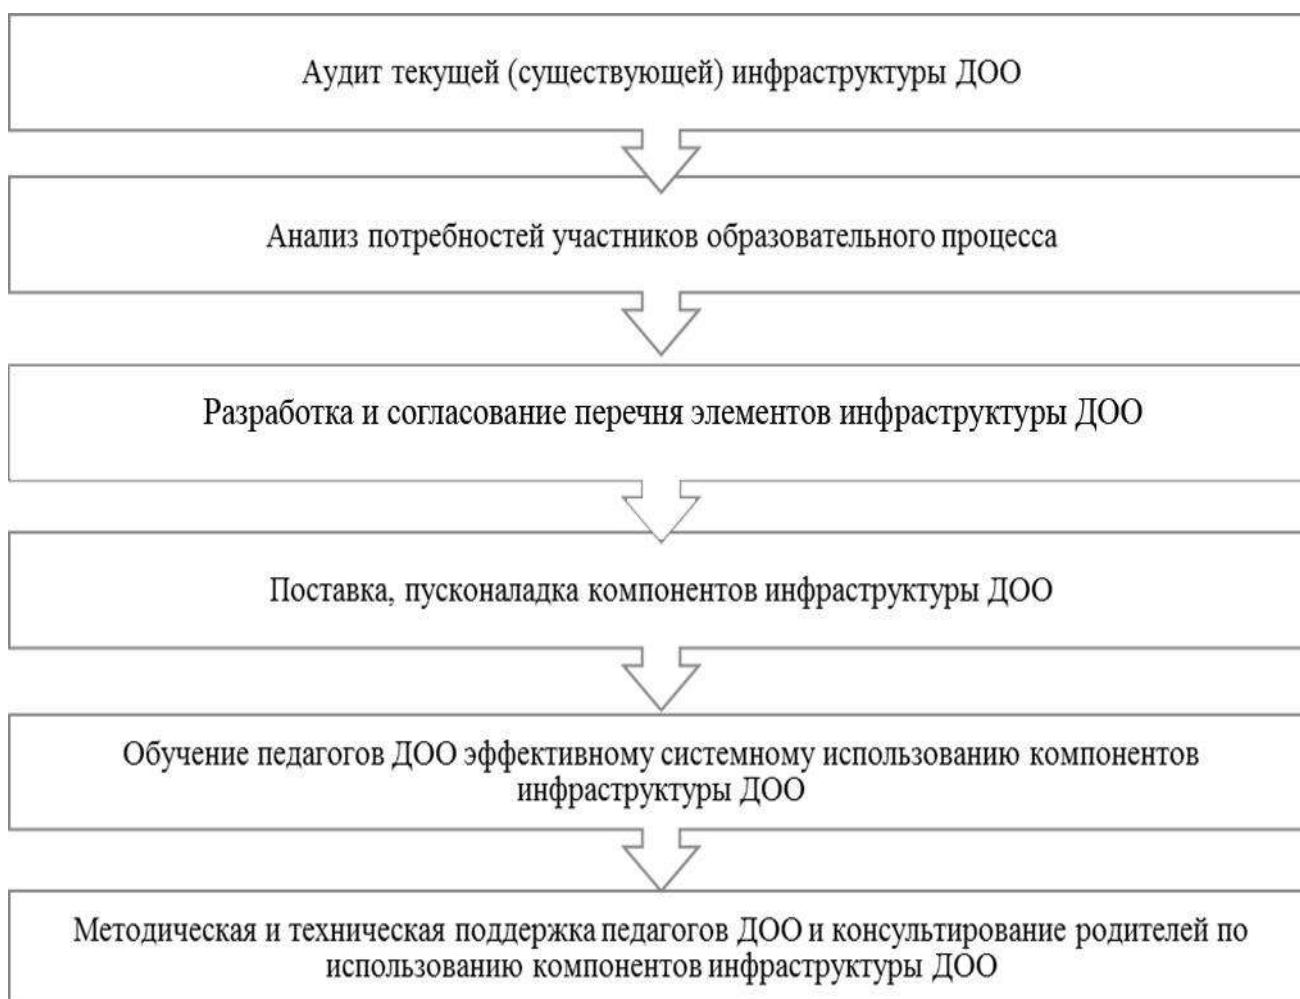 Аудит текущей (существующей) инфраструктуры ДОО
Анализ потребностей участников образовательного процесса
Разработка и согласование перечня элементов инфраструктуры ДОО
Поставка, пусконаладка компонентов инфраструктуры ДОО
Обучение педагогов ДОО эффективному системному использованию компонентов
инфраструктуры ДОО
Методическая и техническая поддержка педагогов ДОО и консультирование родителей по
использованию компонентов инфраструктуры ДОО